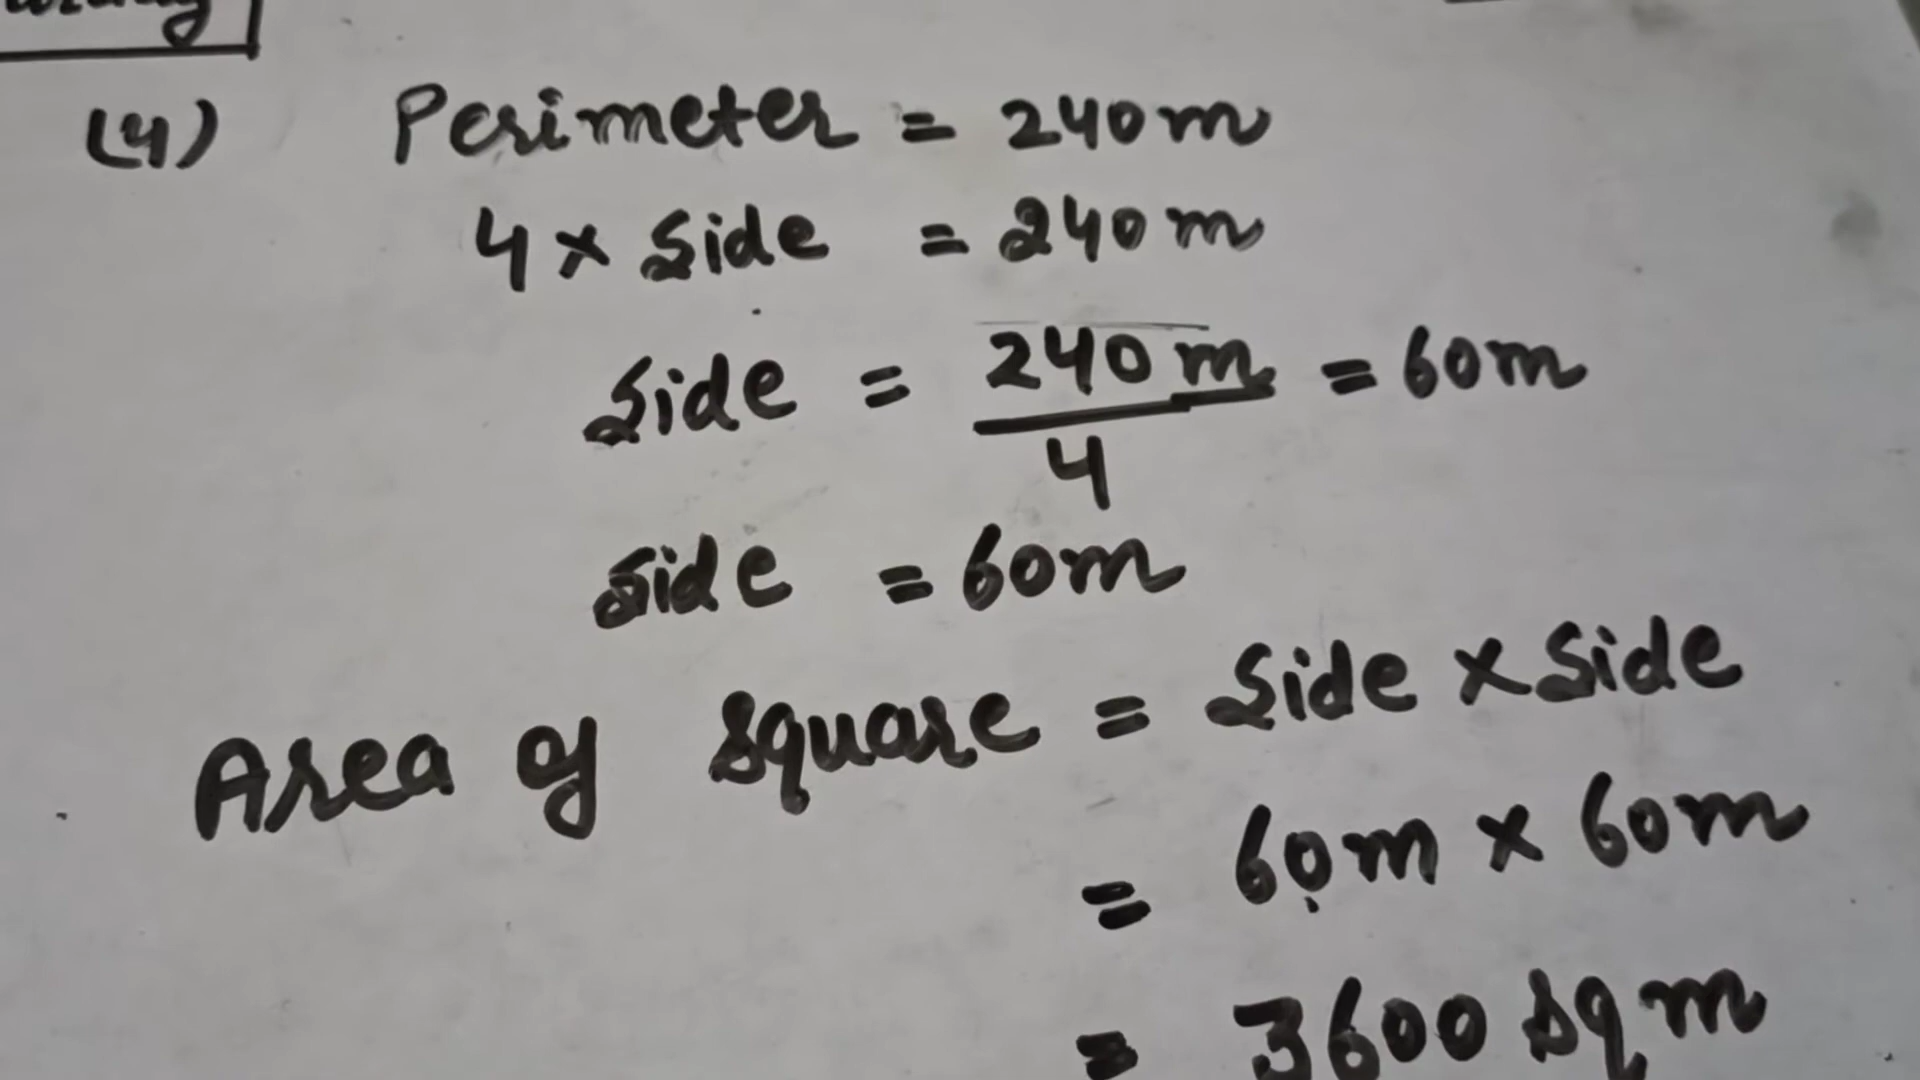 (4) Perimeter = 240m
4 × side = 240m
side = 240m / 4 = 60m
side = 60m
Area of square = side × side
= 60m × 60m
= 3600 sq m